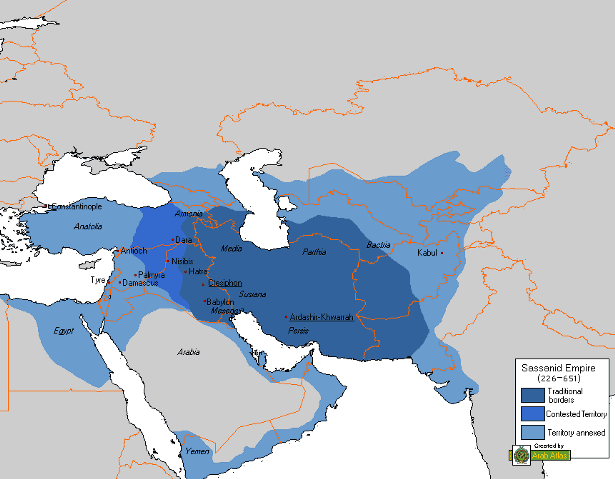 Constantinople
Armenia
Anatolia
Dara
Media
Bactria
Parthia
Antioch
Kabul
Nisibis
Hatra
Palmyra
Tyre
Damascus
Ctesiphon
Susiana
Babylon
Ardashir-Khwarrah
Egypt
Persis
Arabia
Yemen
Sassanid Empire
(226-651)
Traditional
borders
Contested Territory
Territory annexed
Created by
Arab Atlas